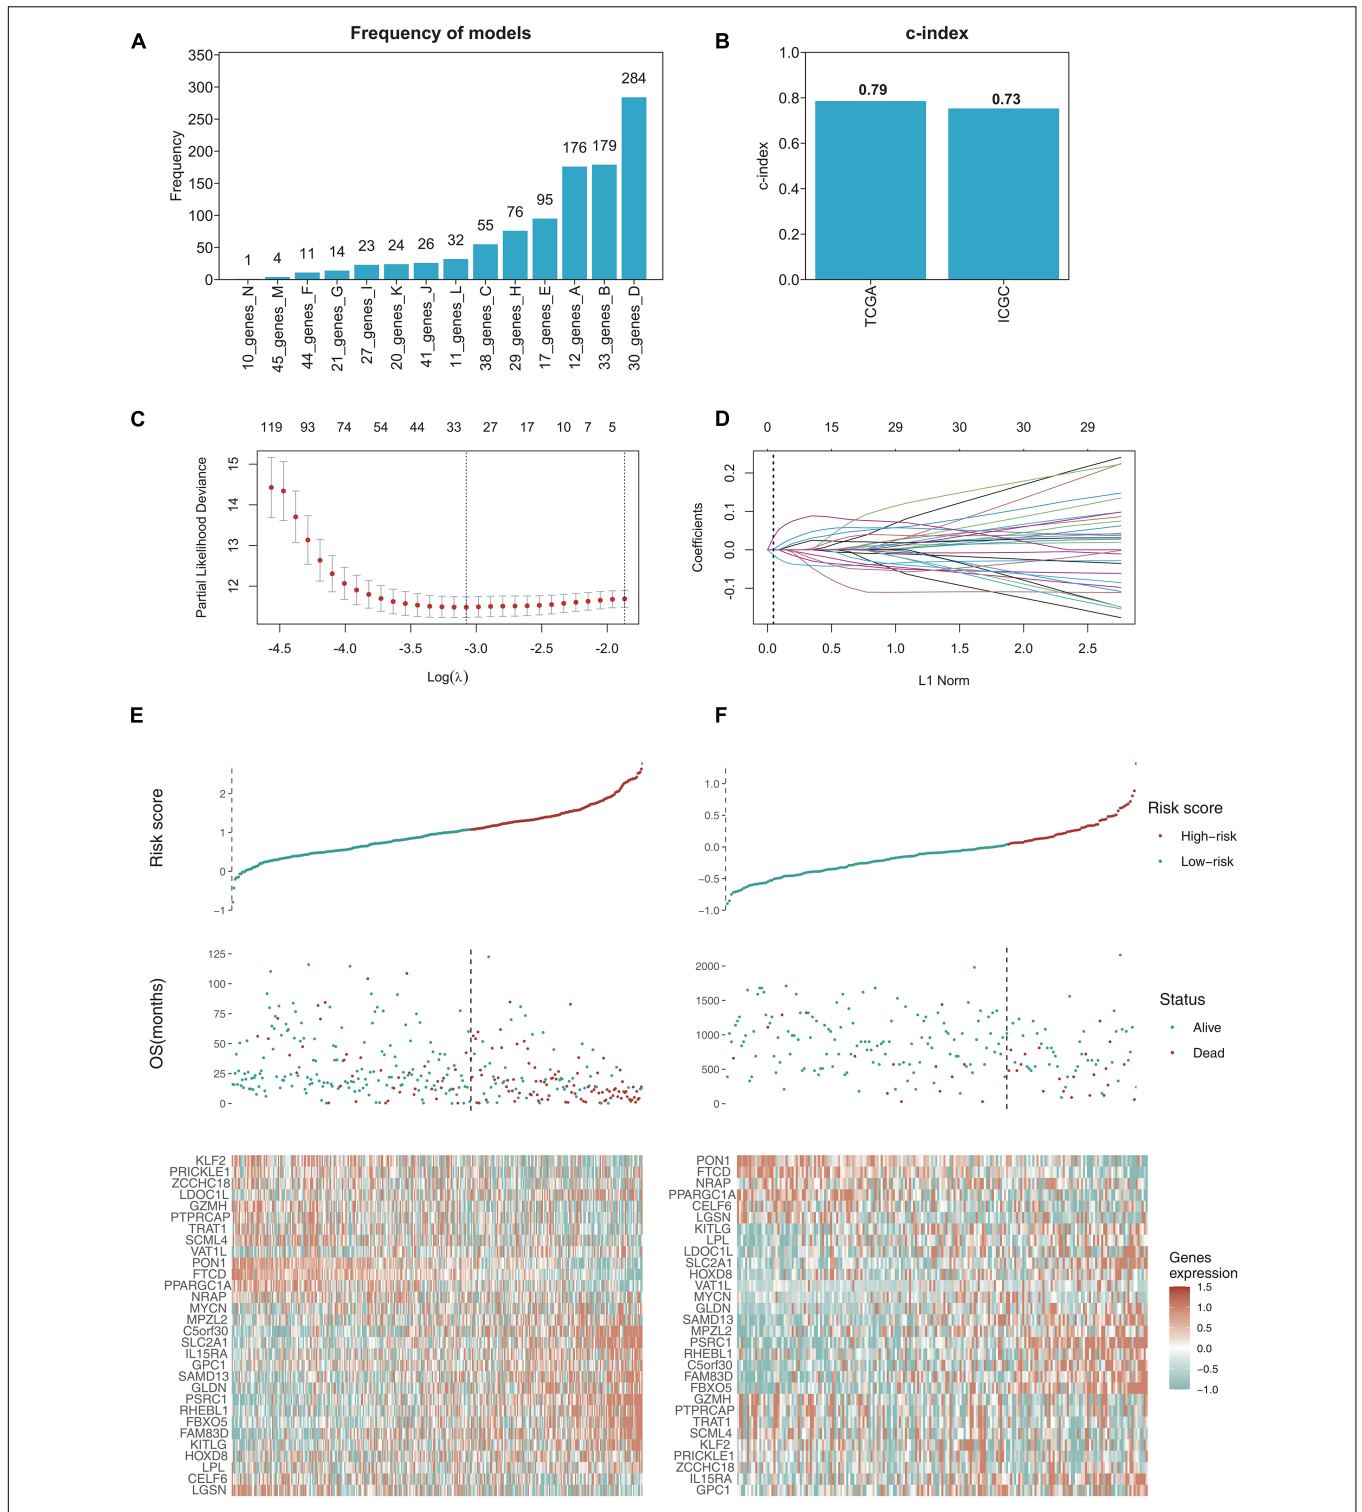 A
Frequency of models
350
300
250
200
150
100
50
0
Frequency
1
4
11
14
23
24
26
32
55
76
95
176
179
284
10_genes_N
45_genes_M
44_genes_F
21_genes_G
27_genes_I
20_genes_K
41_genes_J
11_genes_L
38_genes_C
29_genes_H
17_genes_E
12_genes_A
33_genes_B
30_genes_D
B
c-index
1.0
0.8
0.6
0.4
0.2
0.0
c-index
0.79
0.73
TCGA
ICGC
C
119 93 74 54 44 33 27 17 10 7 5
Partial Likelihood Deviance
15
14
13
12
-4.5 -4.0 -3.5 -3.0 -2.5 -2.0
Log(λ)
D
0 15 29 30 30 29
Coefficients
0.2
0.1
0.0
-0.1
0.0 0.5 1.0 1.5 2.0 2.5
L1 Norm
E
Risk score
2
1
0
−1
OS(months)
125
100
75
50
25
0
KLF2
PRICKLE1
ZCCHC18
LDOC1L
GZMH
PTPRCAP
TRAT1
SCML4
VAT1L
PON1
FTCD
PPARGC1A
NRAP
MYCN
MPZL2
C5orf30
SLC2A1
IL15RA
GPC1
SAMD13
GLDN
PSRC1
RHEBL1
FBXO5
FAM83D
KITLG
HOXD8
LPL
CELF6
LGSN
F
1.0
0.5
0.0
−0.5
−1.0
Risk score
High−risk
Low−risk
2000
1500
1000
500
0
Status
Alive
Dead
PON1
FTCD
NRAP
PPARGC1A
CELF6
LGSN
KITLG
LPL
LDOC1L
SLC2A1
HOXD8
VAT1L
MYCN
GLDN
SAMD13
MPZL2
PSRC1
RHEBL1
C5orf30
FAM83D
FBXO5
GZMH
PTPRCAP
TRAT1
SCML4
KLF2
PRICKLE1
ZCCHC18
IL15RA
GPC1
Genes
expression
1.5
1.0
0.5
0.0
−0.5
−1.0